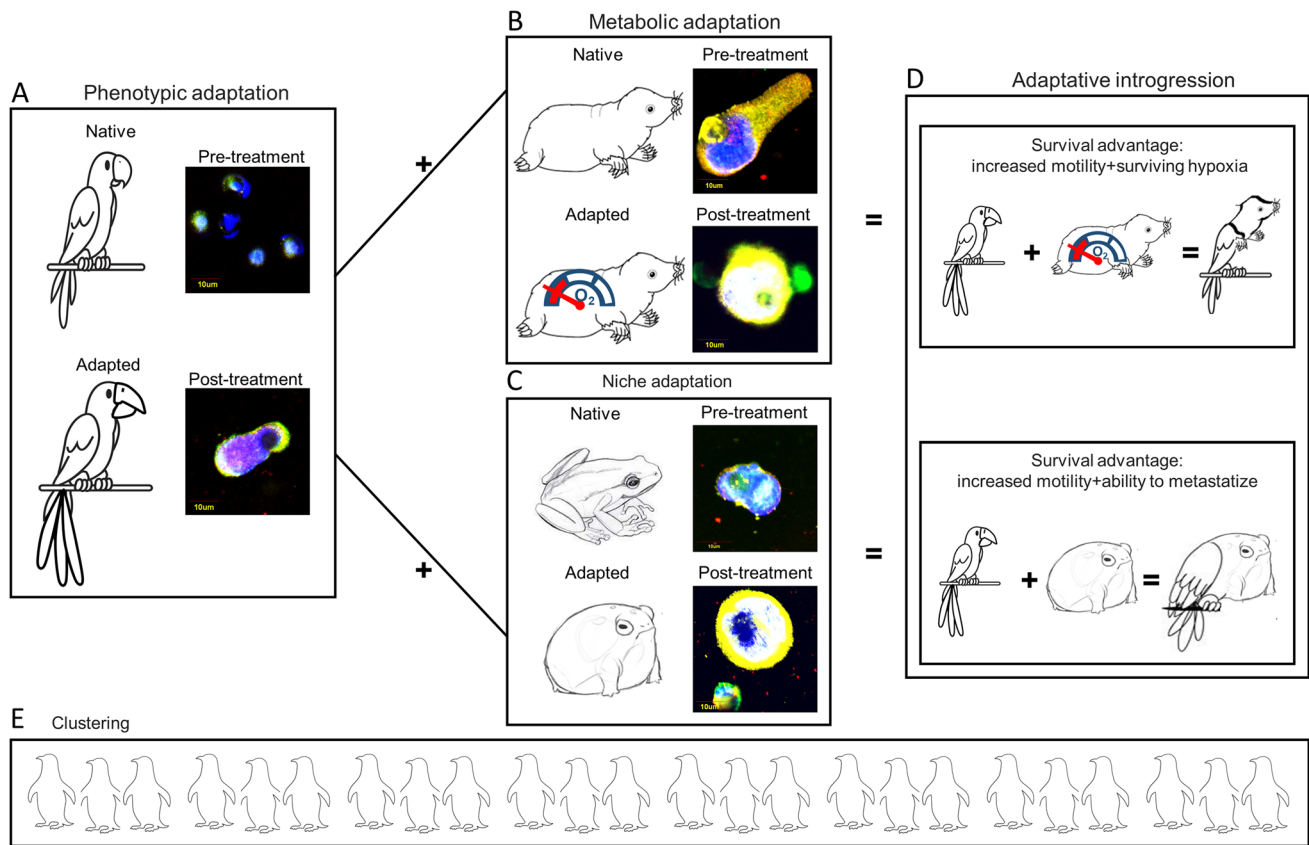 A
Phenotypic adaptation
Native
Pre-treatment
10um
Adapted
Post-treatment
10um
+
+
B
Metabolic adaptation
Native
Pre-treatment
10um
Adapted
Post-treatment
O2
10um
C
Niche adaptation
Native
Pre-treatment
10um
Adapted
Post-treatment
10um
=
=
D
Adaptative introgression
Survival advantage:
increased motility+surviving hypoxia
+ O2 =
Survival advantage:
increased motility+ability to metastatize
+ =
E
Clustering